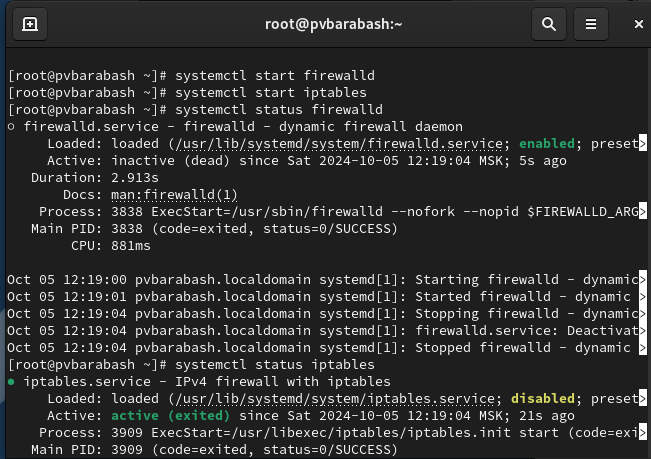 root@pvbarabash:~
[root@pvbarabash ~]# systemctl start firewalld
[root@pvbarabash ~]# systemctl start iptables
[root@pvbarabash ~]# systemctl status firewalld
○ firewalld.service - firewalld - dynamic firewall daemon
     Loaded: loaded (/usr/lib/systemd/system/firewalld.service; enabled; preset>
     Active: inactive (dead) since Sat 2024-10-05 12:19:04 MSK; 5s ago
   Duration: 2.913s
       Docs: man:firewalld(1)
    Process: 3838 ExecStart=/usr/sbin/firewalld --nofork --nopid $FIREWALLD_ARG>
   Main PID: 3838 (code=exited, status=0/SUCCESS)
        CPU: 881ms
Oct 05 12:19:00 pvbarabash.localdomain systemd[1]: Starting firewalld - dynamic>
Oct 05 12:19:01 pvbarabash.localdomain systemd[1]: Started firewalld - dynamic >
Oct 05 12:19:04 pvbarabash.localdomain systemd[1]: Stopping firewalld - dynamic>
Oct 05 12:19:04 pvbarabash.localdomain systemd[1]: firewalld.service: Deactivat>
Oct 05 12:19:04 pvbarabash.localdomain systemd[1]: Stopped firewalld - dynamic >
[root@pvbarabash ~]# systemctl status iptables
● iptables.service - IPv4 firewall with iptables
     Loaded: loaded (/usr/lib/systemd/system/iptables.service; disabled; preset>
     Active: active (exited) since Sat 2024-10-05 12:19:04 MSK; 21s ago
    Process: 3909 ExecStart=/usr/libexec/iptables/iptables.init start (code=exi>
   Main PID: 3909 (code=exited, status=0/SUCCESS)